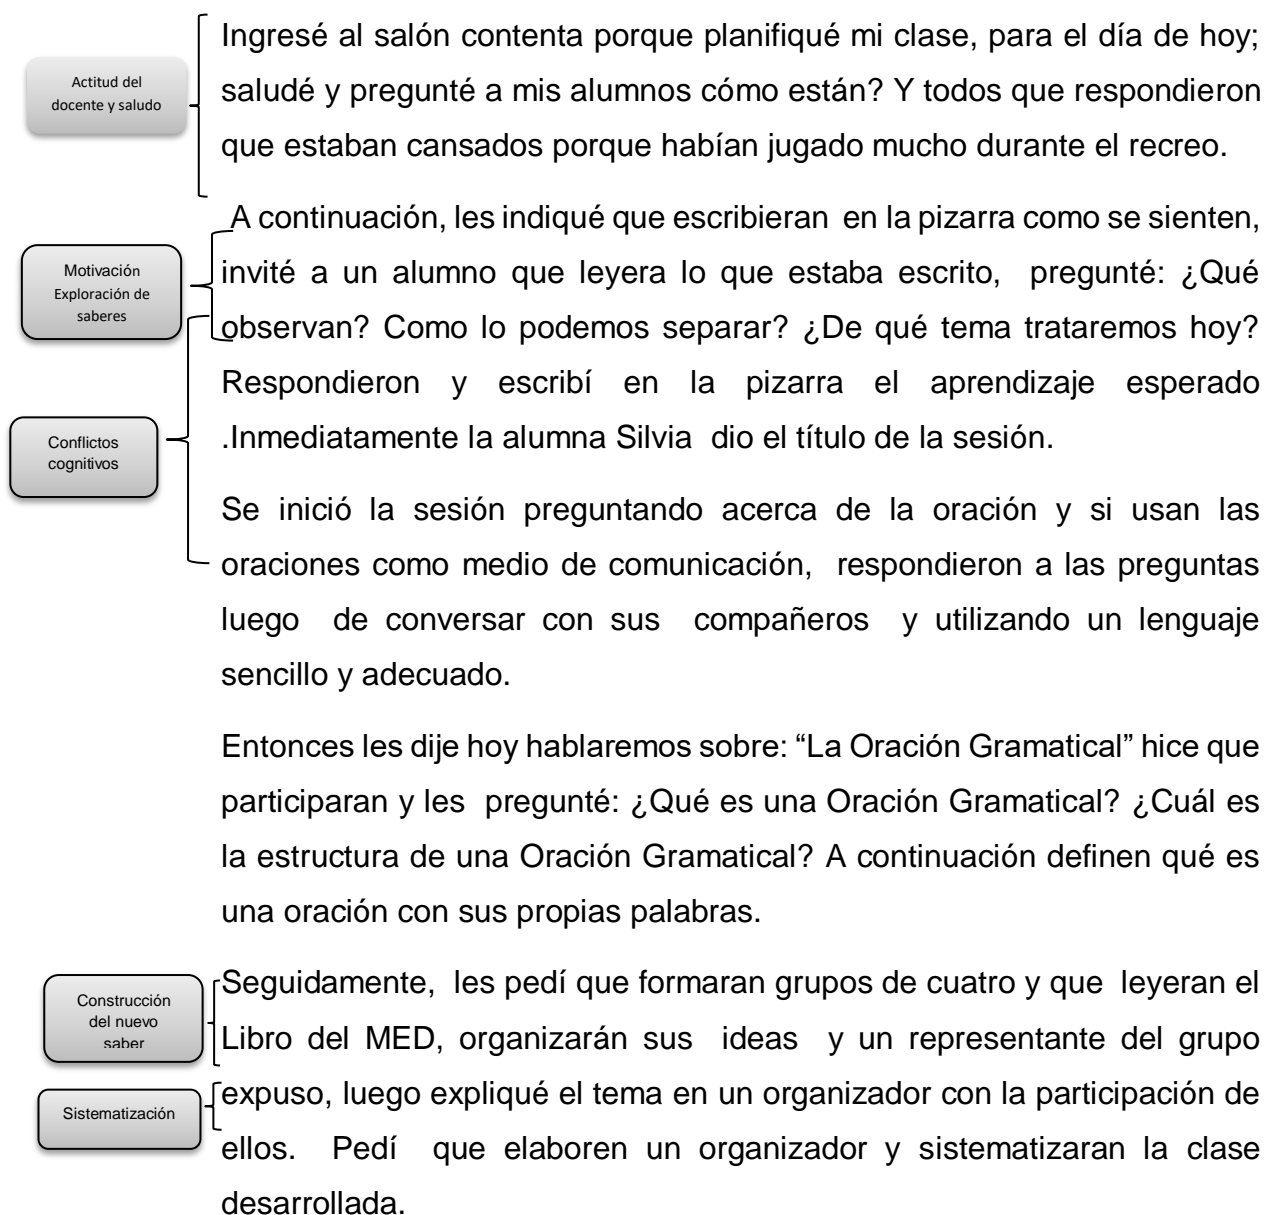 Ingresé al salón contenta porque planifiqué mi clase, para el día de hoy;
Actitud del
docente y saludo
saludé y pregunté a mis alumnos cómo están? Y todos que respondieron
que estaban cansados porque habían jugado mucho durante el recreo.
A continuación, les indiqué que escribieran en la pizarra como se sienten,
Motivación
Exploración de
saberes
invité a un alumno que leyera lo que estaba escrito, pregunté: ¿Qué
observan? Como lo podemos separar? ¿De qué tema trataremos hoy?
Respondieron y escribí en la pizarra el aprendizaje esperado
Conflictos
cognitivos
.Inmediatamente la alumna Silvia dio el título de la sesión.
Se inició la sesión preguntando acerca de la oración y si usan las
oraciones como medio de comunicación, respondieron a las preguntas
luego de conversar con sus compañeros y utilizando un lenguaje
sencillo y adecuado.
Entonces les dije hoy hablaremos sobre: “La Oración Gramatical” hice que
participaran y les pregunté: ¿Qué es una Oración Gramatical? ¿Cuál es
la estructura de una Oración Gramatical? A continuación definen qué es
una oración con sus propias palabras.
Construcción
del nuevo
saber
Seguidamente, les pedí que formaran grupos de cuatro y que leyeran el
Libro del MED, organizarán sus ideas y un representante del grupo
Sistematización
expuso, luego expliqué el tema en un organizador con la participación de
ellos. Pedí que elaboren un organizador y sistematizaran la clase
desarrollada.